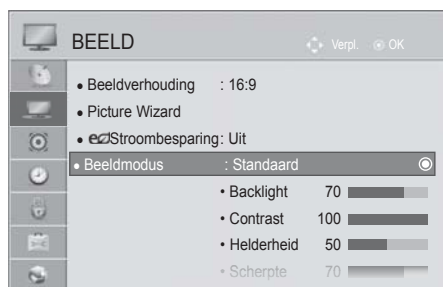 BEELD Verpl. OK
• Beeldverhouding : 16:9
• Picture Wizard
• ecoStroombesparing: Uit
• Beeldmodus : Standaard
• Backlight 70
• Contrast 100
• Helderheid 50
• Scherpte 70